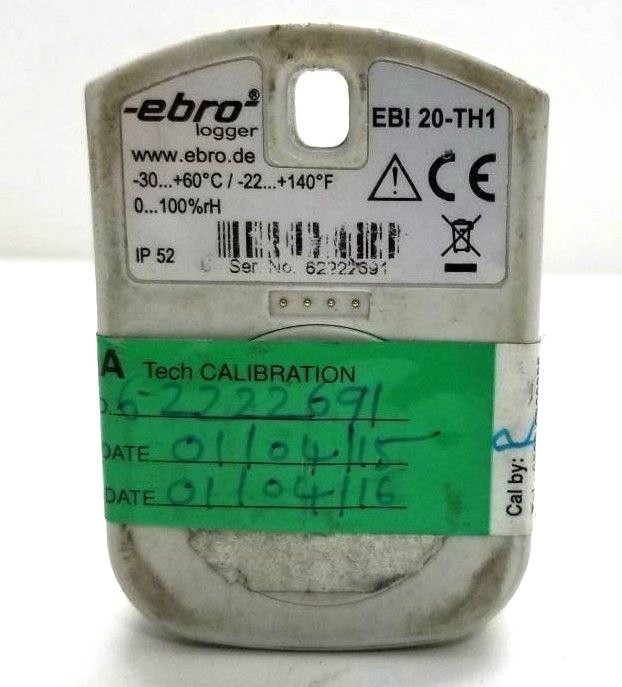 -ebro®
logger
EBI 20-TH1
www.ebro.de
-30...+60°C / -22...+140°F
0...100%rH
CE
IP 52
Ser. No. 62222691
A Tech CALIBRATION
62222691
DATE 01/04/15
DATE 01/04/16
Cal by: